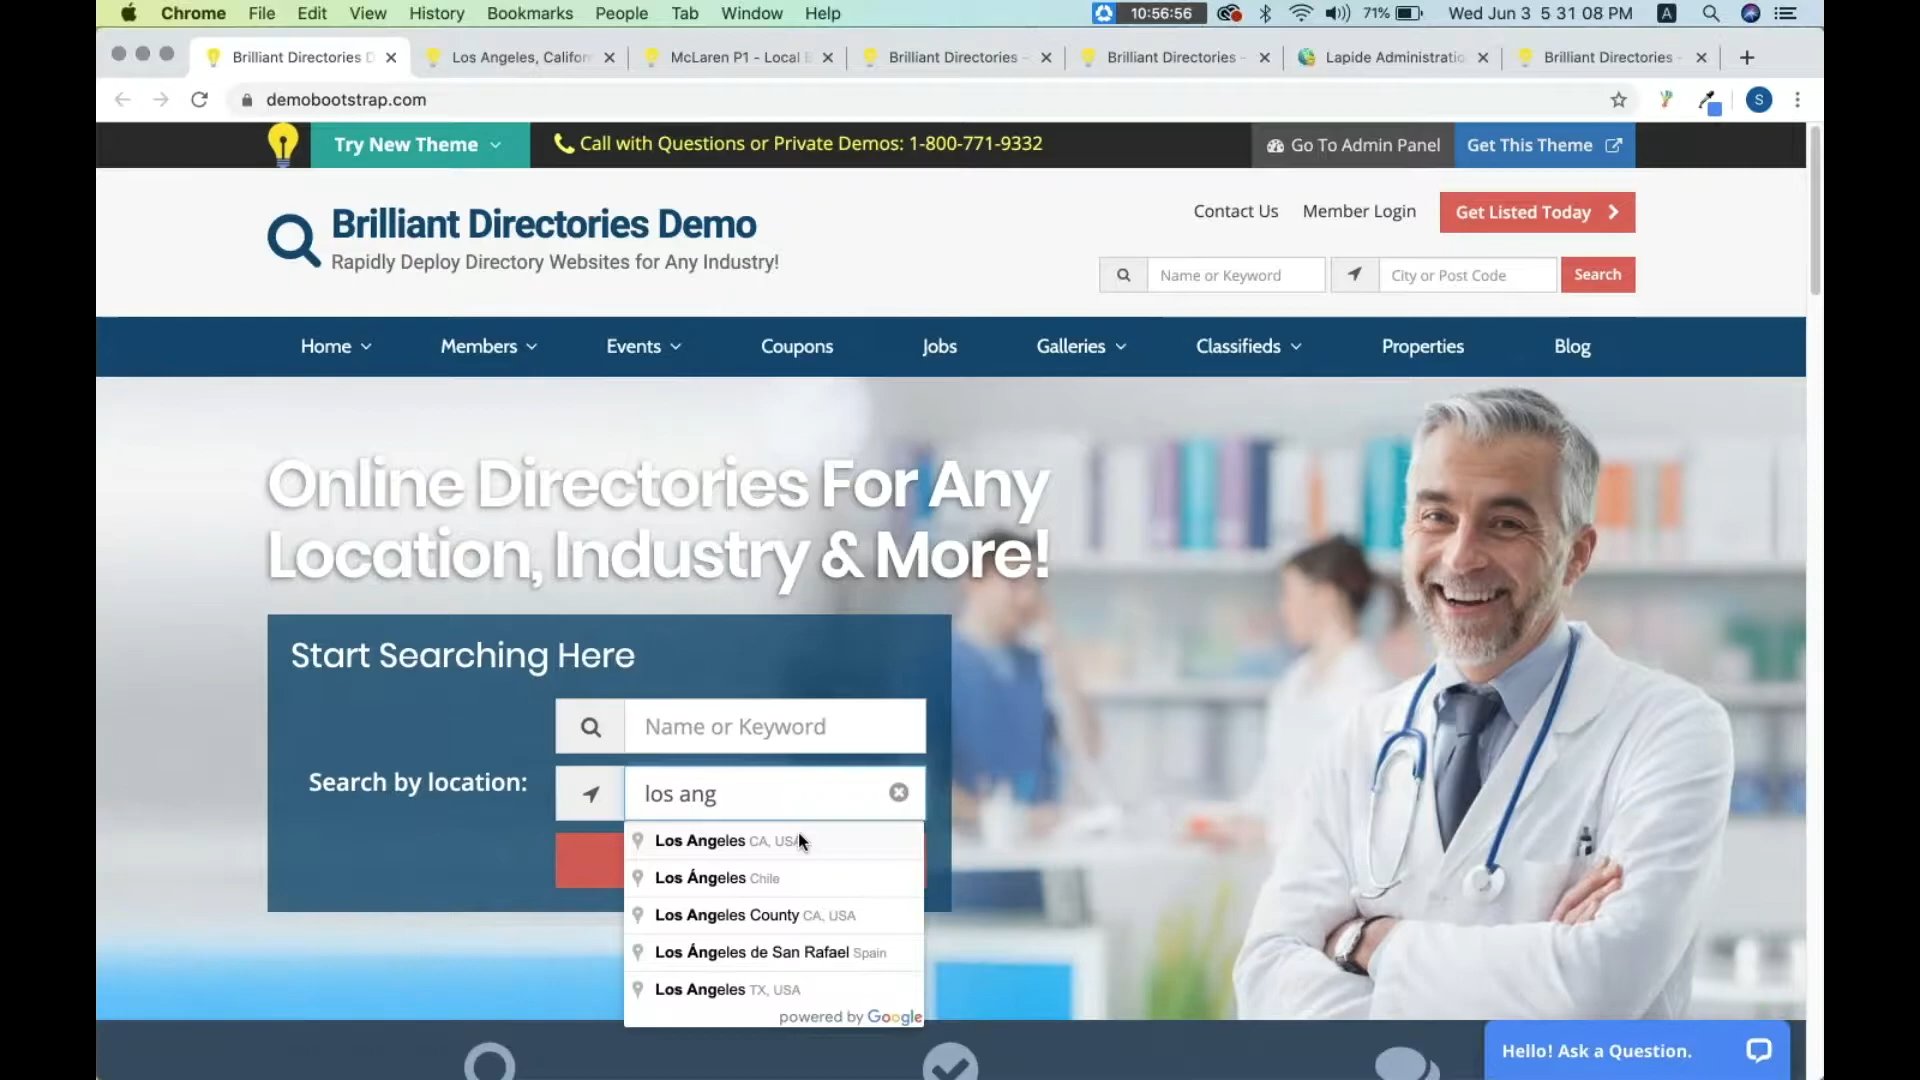 Chrome File Edit View History Bookmarks People Tab Window Help 10:56:56 71% Wed Jun 3 5 31 08 PM A
Brilliant Directories D Los Angeles, Californ McLaren P1 - Local B Brilliant Directories - Brilliant Directories - Lapide Administratio Brilliant Directories -
demobootstrap.com S
Try New Theme Call with Questions or Private Demos: 1-800-771-9332 Go To Admin Panel Get This Theme
Contact Us Member Login Get Listed Today
Brilliant Directories Demo
Rapidly Deploy Directory Websites for Any Industry!
Name or Keyword City or Post Code Search
Home Members Events Coupons Jobs Galleries Classifieds Properties Blog
Online Directories For Any
Location, Industry & More!
Start Searching Here
Name or Keyword
Search by location: los ang
Los Angeles CA, USA
Los Ángeles Chile
Los Angeles County CA, USA
Los Ángeles de San Rafael Spain
Los Angeles TX, USA
powered by Google
Hello! Ask a Question.